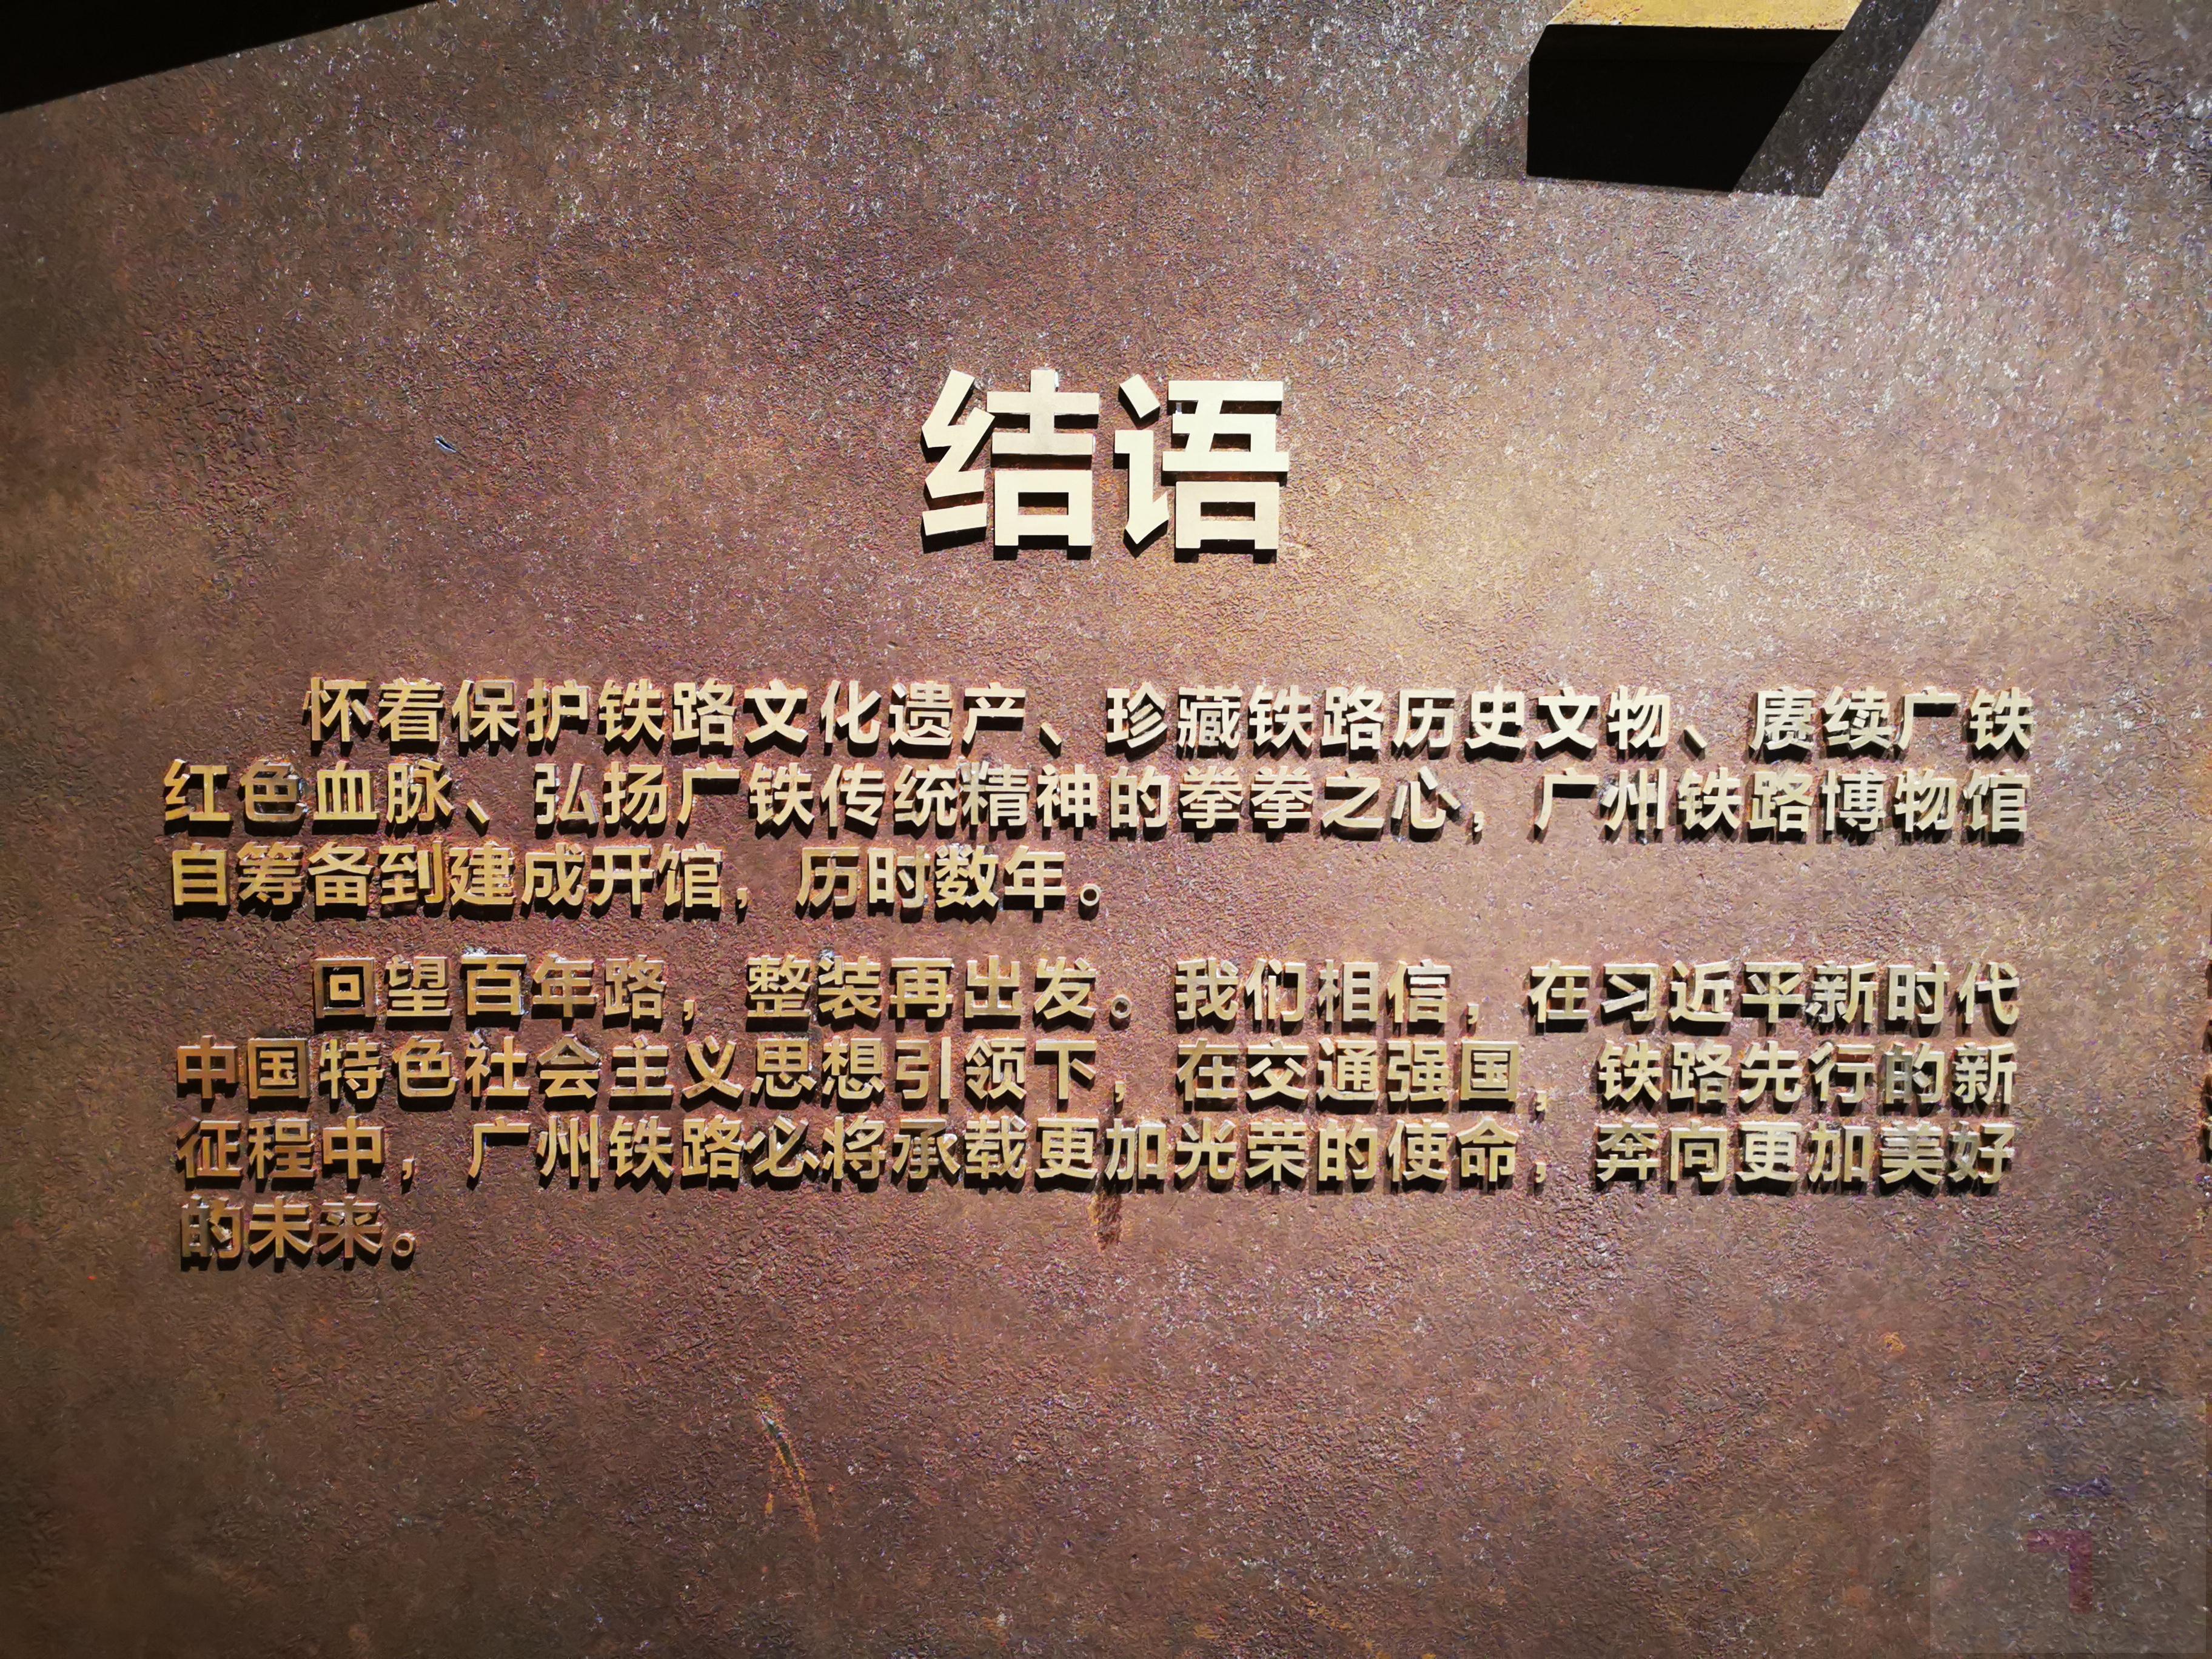 结语
怀着保护铁路文化遗产、珍藏铁路历史文物、赓续广铁
红色血脉、弘扬广铁传统精神的拳拳之心，广州铁路博物馆
自筹备到建成开馆，历时数年。
回望百年路，整装再出发。我们相信，在习近平新时代
中国特色社会主义思想引领下，在交通强国，铁路先行的新
征程中，广州铁路必将承载更加光荣的使命，奔向更加美好
的未来。